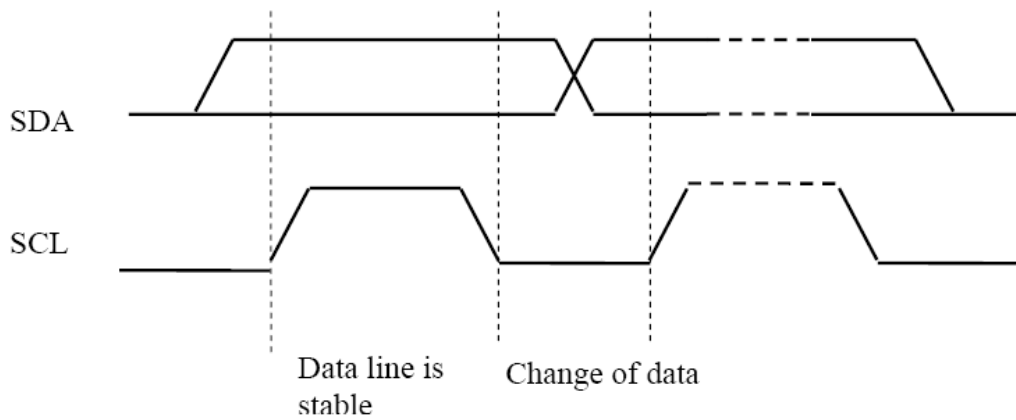 SDA
SCL
Data line is
stable
Change of data